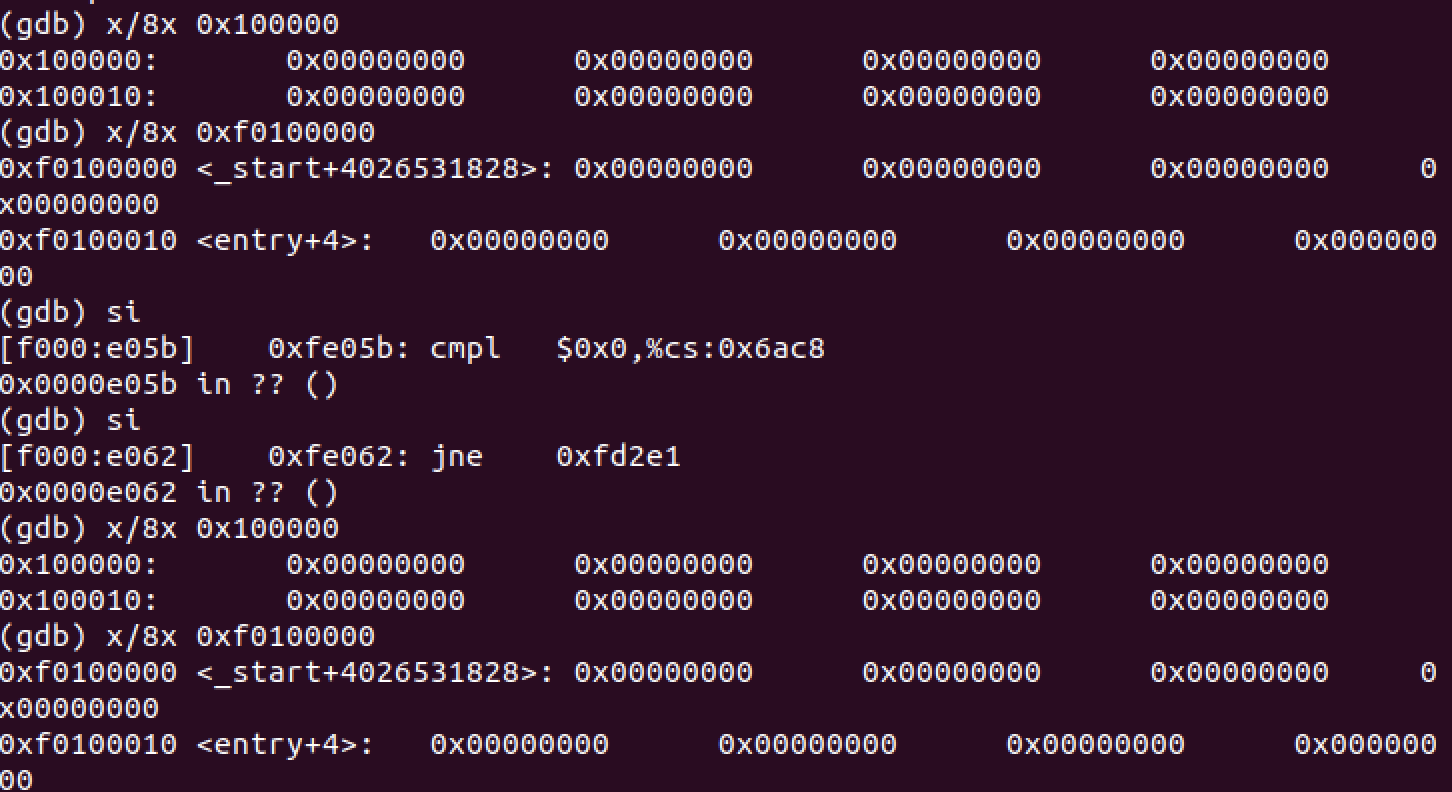 (gdb) x/8x 0x100000
0x100000:       0x00000000      0x00000000      0x00000000      0x00000000
0x100010:       0x00000000      0x00000000      0x00000000      0x00000000
(gdb) x/8x 0xf0100000
0xf0100000 <_start+4026531828>: 0x00000000      0x00000000      0x00000000      0
x00000000
0xf0100010 <entry+4>:   0x00000000      0x00000000      0x00000000      0x000000
00
(gdb) si
[f000:e05b]    0xfe05b: cmpl   $0x0,%cs:0x6ac8
0x0000e05b in ?? ()
(gdb) si
[f000:e062]    0xfe062: jne    0xfd2e1
0x0000e062 in ?? ()
(gdb) x/8x 0x100000
0x100000:       0x00000000      0x00000000      0x00000000      0x00000000
0x100010:       0x00000000      0x00000000      0x00000000      0x00000000
(gdb) x/8x 0xf0100000
0xf0100000 <_start+4026531828>: 0x00000000      0x00000000      0x00000000      0
x00000000
0xf0100010 <entry+4>:   0x00000000      0x00000000      0x00000000      0x000000
00